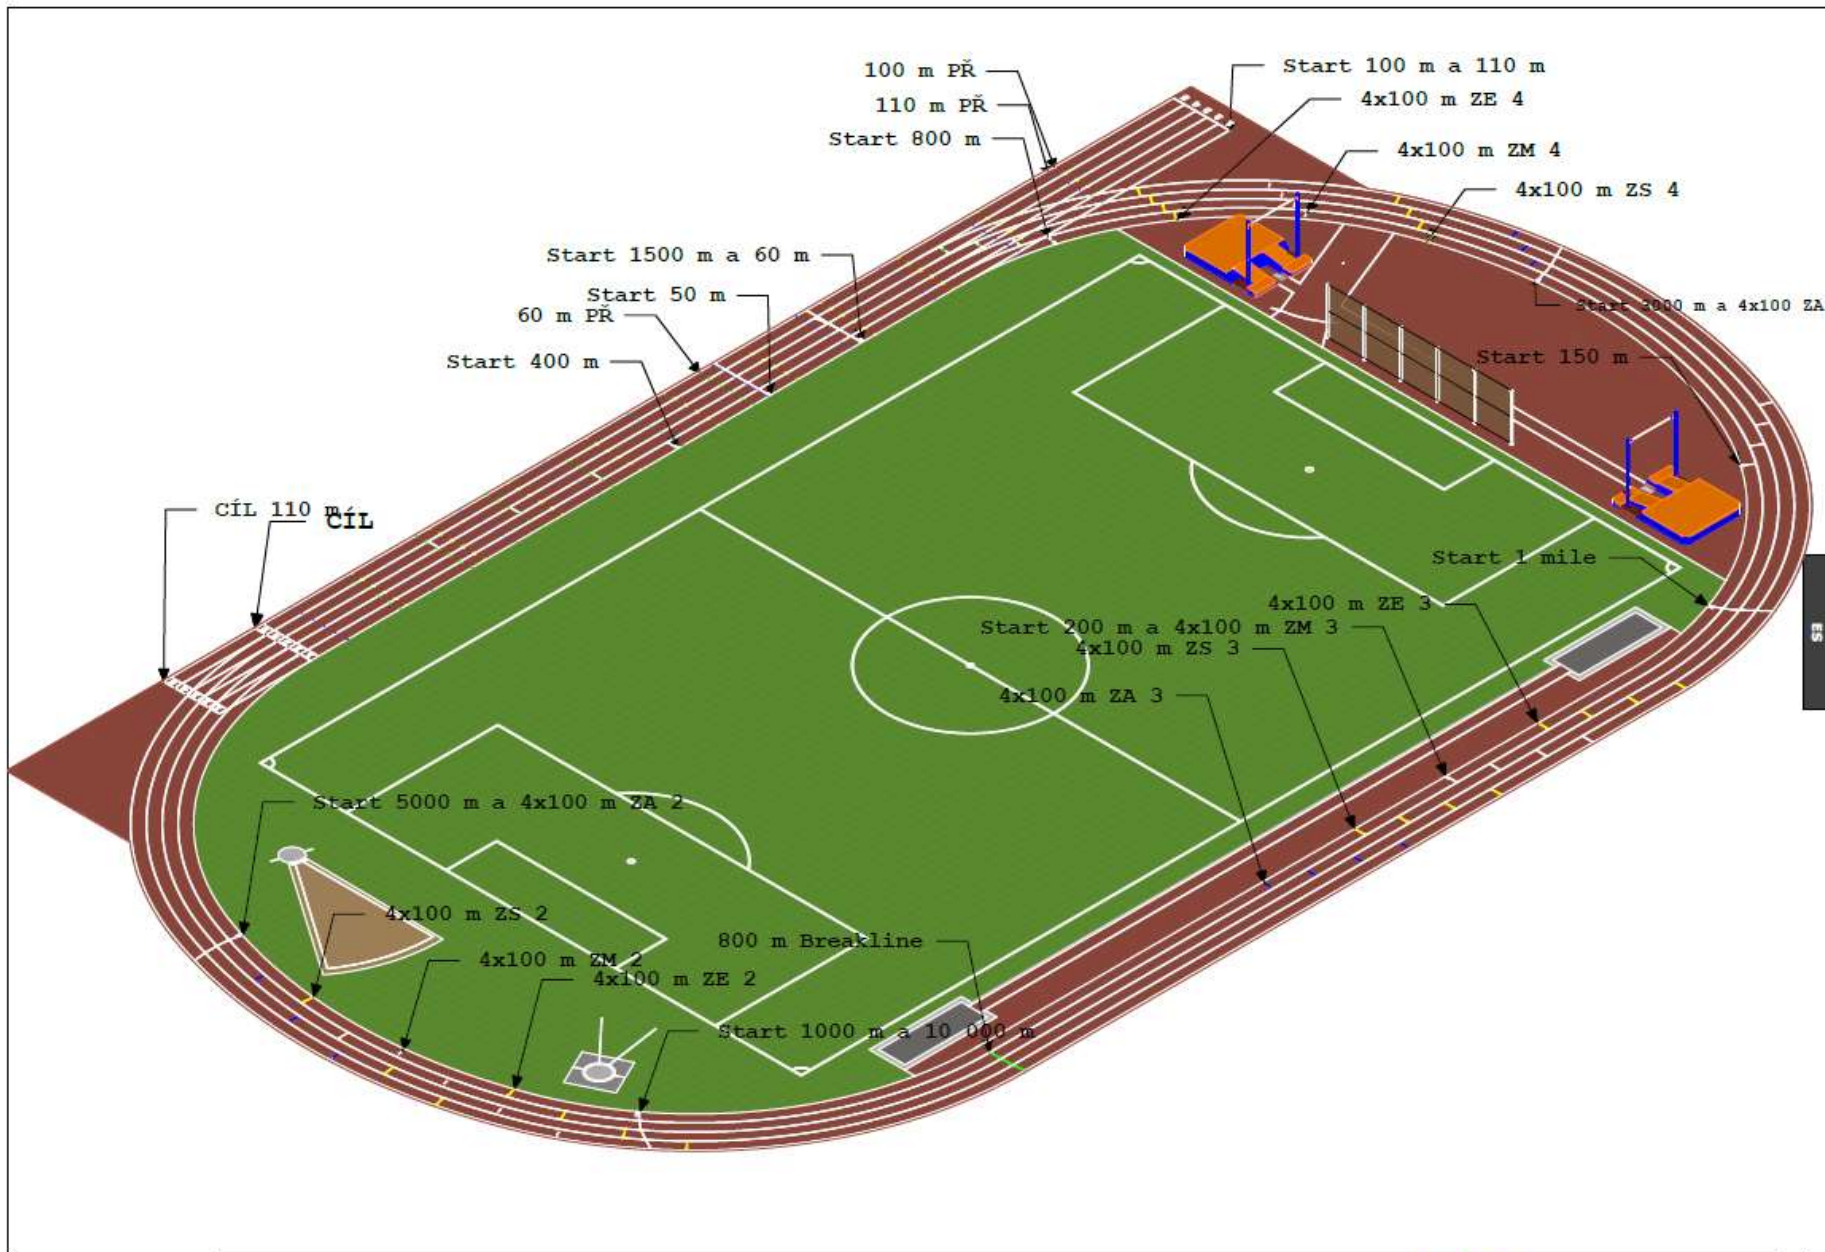 100 m PŘ
Start 100 m a 110 m
110 m PŘ
4x100 m ZE 4
Start 800 m
4x100 m ZM 4
4x100 m ZS 4
Start 1500 m a 60 m
Start 50 m
Start 3000 m a 4x100 ZA
60 m PŘ
Start 400 m
Start 150 m
CÍL 110 m
CÍL
Start 1 mile
4x100 m ZE 3
Start 200 m a 4x100 m ZM 3
4x100 m ZS 3
4x100 m ZA 3
ES
Start 5000 m a 4x100 m ZA 2
4x100 m ZS 2
800 m Breakline
4x100 m ZM 2
4x100 m ZE 2
Start 1000 m a 10 000 m